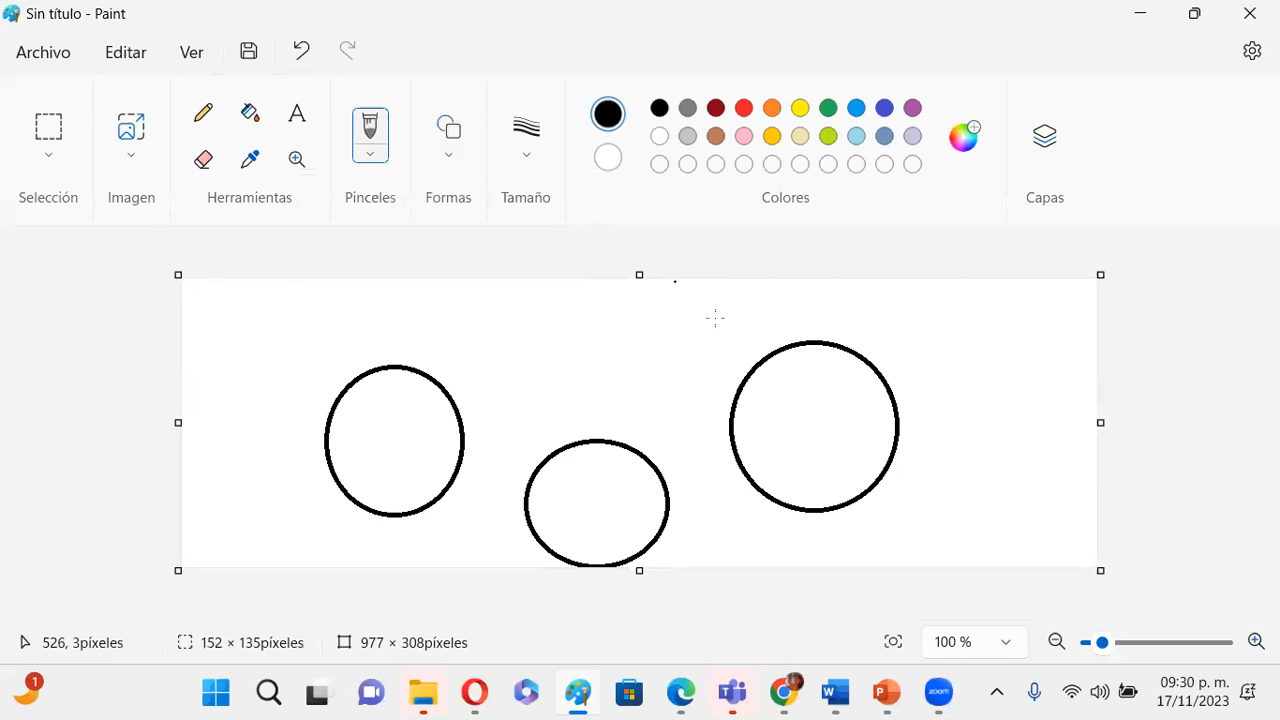 Sin título - Paint
Archivo Editar Ver
A
Selección Imagen Herramientas Pinceles Formas Tamaño Colores Capas
526, 3píxeles 152 × 135píxeles 977 × 308píxeles 100 %
1 zoom 09:30 p. m.
17/11/2023